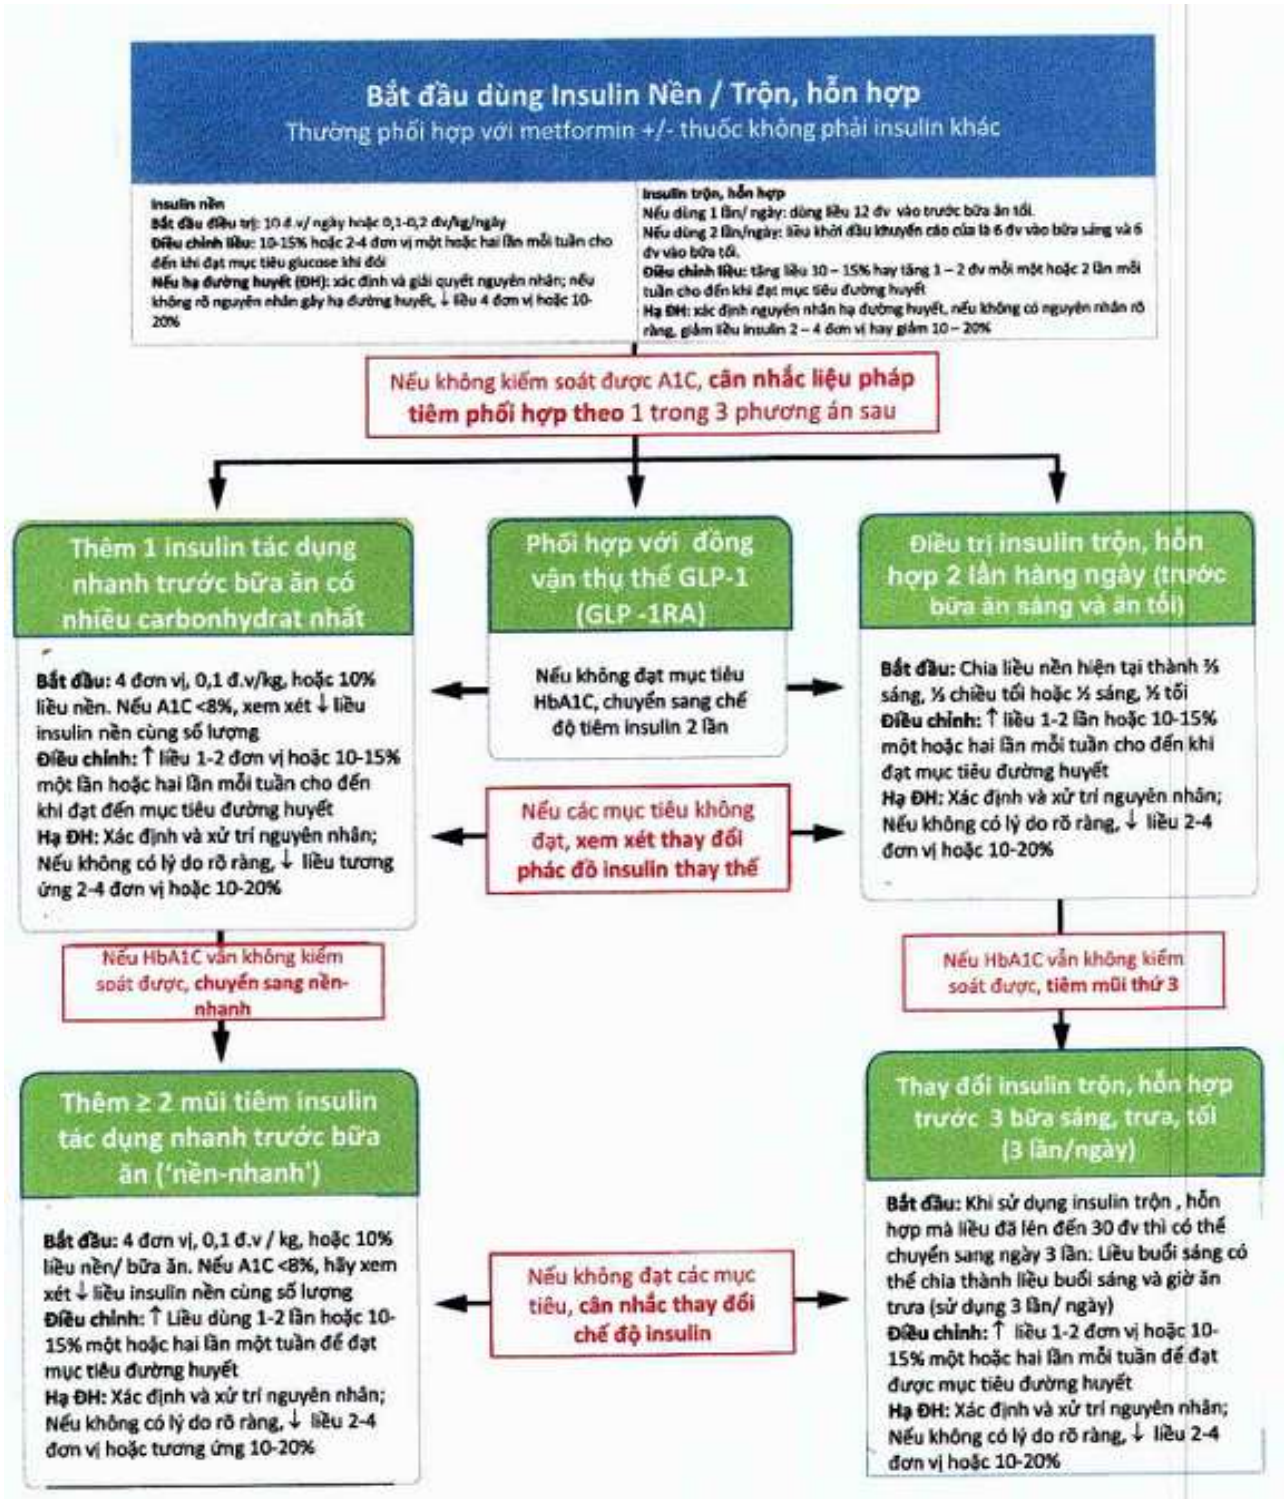 Bắt đầu dùng Insulin Nền / Trộn, hỗn hợp
Thường phối hợp với metformin +/- thuốc không phải insulin khác
Insulin nền
Bắt đầu điều trị: 10 đ.v/ ngày hoặc 0,1-0,2 đv/kg/ngày
Điều chỉnh liều: 10-15% hoặc 2-4 đơn vị một hoặc hai lần mỗi tuần cho
đến khi đạt mục tiêu glucose khi đói
Nếu hạ đường huyết (ĐH): xác định và giải quyết nguyên nhân; nếu
không rõ nguyên nhân gây hạ đường huyết, ↓ liều 4 đơn vị hoặc 10-
20%
Insulin trộn, hỗn hợp
Nếu dùng 1 lần/ ngày: dùng liều 12 đv vào trước bữa ăn tối.
Nếu dùng 2 lần/ngày: liều khởi đầu khuyến cáo của là 6 đv vào bữa sáng và 6
đv vào bữa tối.
Điều chỉnh liều: tăng liều 30 – 15% hay tăng 1 – 2 đv mỗi một hoặc 2 lần mỗi
tuần cho đến khi đạt mục tiêu đường huyết
Hạ ĐH: xác định nguyên nhân hạ đường huyết, nếu không có nguyên nhân rõ
ràng, giảm liều insulin 2 – 4 đơn vị hay giảm 10 – 20%
Nếu không kiểm soát được A1C, cân nhắc liệu pháp
tiêm phối hợp theo 1 trong 3 phương án sau
Thêm 1 insulin tác dụng
nhanh trước bữa ăn có
nhiều carbonhydrat nhất
Bắt đầu: 4 đơn vị, 0,1 đ.v/kg, hoặc 10%
liều nền. Nếu A1C <8%, xem xét ↓ liều
insulin nền cùng số lượng
Điều chỉnh: ↑ liều 1-2 đơn vị hoặc 10-15%
một lần hoặc hai lần mỗi tuần cho đến
khi đạt đến mục tiêu đường huyết
Hạ ĐH: Xác định và xử trí nguyên nhân;
Nếu không có lý do rõ ràng, ↓ liều tương
ứng 2-4 đơn vị hoặc 10-20%
Phối hợp với đồng
vận thụ thể GLP-1
(GLP -1RA)
Nếu không đạt mục tiêu
HbA1C, chuyển sang chế
độ tiêm insulin 2 lần
Điều trị insulin trộn, hỗn
hợp 2 lần hàng ngày (trước
bữa ăn sáng và ăn tối)
Bắt đầu: Chia liều nền hiện tại thành ⅔
sáng, ⅓ chiều tối hoặc ½ sáng, ½ tối
Điều chỉnh: ↑ liều 1-2 lần hoặc 10-15%
một hoặc hai lần mỗi tuần cho đến khi
đạt mục tiêu đường huyết
Hạ ĐH: Xác định và xử trí nguyên nhân;
Nếu không có lý do rõ ràng, ↓ liều 2-4
đơn vị hoặc 10-20%
Nếu các mục tiêu không
đạt, xem xét thay đổi
phác đồ insulin thay thế
Nếu HbA1C vẫn không kiểm
soát được, chuyển sang nền-
nhanh
Nếu HbA1C vẫn không kiểm
soát được, tiêm mũi thứ 3
Thêm ≥ 2 mũi tiêm insulin
tác dụng nhanh trước bữa
ăn ('nền-nhanh')
Bắt đầu: 4 đơn vị, 0,1 đ.v / kg, hoặc 10%
liều nền/ bữa ăn. Nếu A1C <8%, hãy xem
xét ↓ liều insulin nền cùng số lượng
Điều chỉnh: ↑ Liều dùng 1-2 lần hoặc 10-
15% một hoặc hai lần một tuần để đạt
mục tiêu đường huyết
Hạ ĐH: Xác định và xử trí nguyên nhân;
Nếu không có lý do rõ ràng, ↓ liều 2-4
đơn vị hoặc tương ứng 10-20%
Nếu không đạt các mục
tiêu, cân nhắc thay đổi
chế độ insulin
Thay đổi insulin trộn, hỗn hợp
trước 3 bữa sáng, trưa, tối
(3 lần/ngày)
Bắt đầu: Khi sử dụng insulin trộn , hỗn
hợp mà liều đã lên đến 30 đv thì có thể
chuyển sang ngày 3 lần: Liều buổi sáng có
thể chia thành liều buổi sáng và giờ ăn
trưa (sử dụng 3 lần/ ngày)
Điều chỉnh: ↑ liều 1-2 đơn vị hoặc 10-
15% một hoặc hai lần mỗi tuần để đạt
được mục tiêu đường huyết
Hạ ĐH: Xác định và xử trí nguyên nhân;
Nếu không có lý do rõ ràng, ↓ liều 2-4
đơn vị hoặc 10-20%